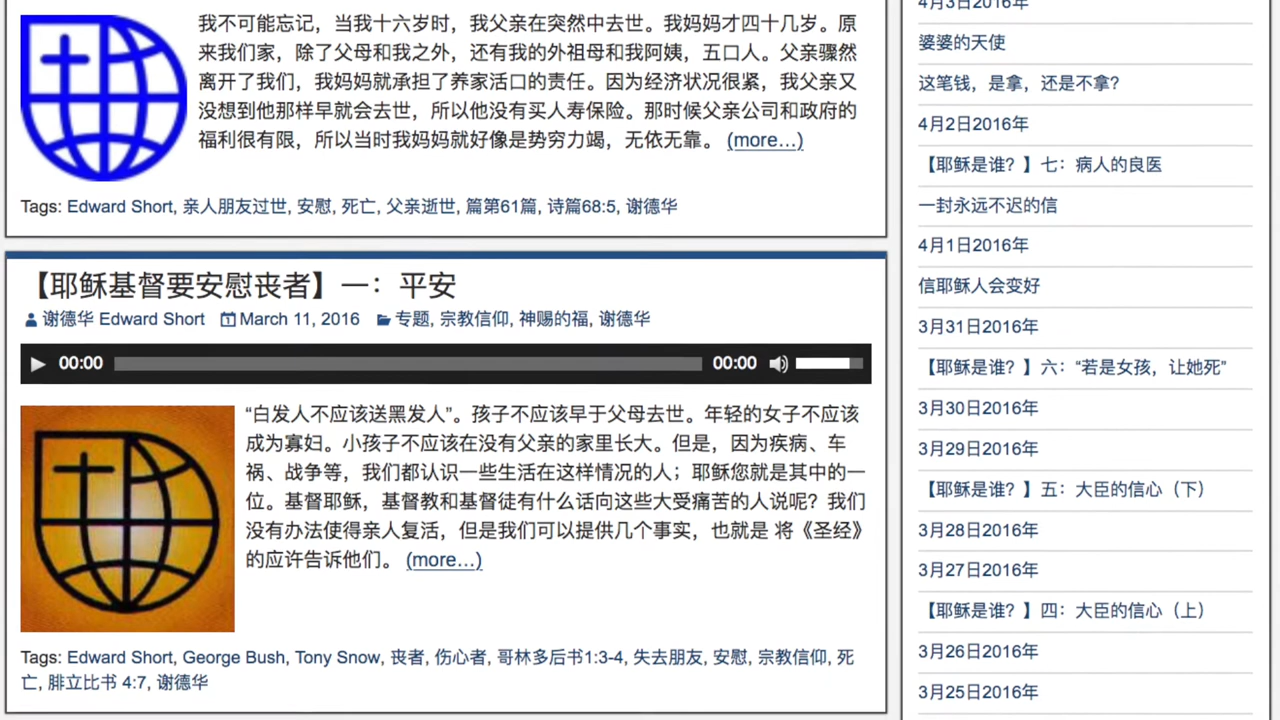 我不可能忘记，当我十六岁时，我父亲在突然中去世。我妈妈才四十几岁。原
来我们家，除了父母和我之外，还有我的外祖母和我阿姨，五口人。父亲骤然
离开了我们，我妈妈就承担了养家活口的责任。因为经济状况很紧，我父亲又
没想到他那样早就会去世，所以他没有买人寿保险。那时候父亲公司和政府的
福利很有限，所以当时我妈妈就好像是势穷力竭，无依无靠。 (more…)
Tags: Edward Short, 亲人朋友过世, 安慰, 死亡, 父亲逝世, 篇第61篇, 诗篇68:5, 谢德华
【耶稣基督要安慰丧者】一：平安
谢德华 Edward Short March 11, 2016 专题, 宗教信仰, 神赐的福, 谢德华
00:00 00:00
“白发人不应该送黑发人”。孩子不应该早于父母去世。年轻的女子不应该
成为寡妇。小孩子不应该在没有父亲的家里长大。但是，因为疾病、车
祸、战争等，我们都认识一些生活在这样情况的人；耶稣您就是其中的一
位。基督耶稣，基督教和基督徒有什么话向这些大受痛苦的人说呢？我们
没有办法使得亲人复活，但是我们可以提供几个事实，也就是 将《圣经》
的应许告诉他们。 (more…)
Tags: Edward Short, George Bush, Tony Snow, 丧者, 伤心者, 哥林多后书1:3-4, 失去朋友, 安慰, 宗教信仰, 死
亡, 腓立比书 4:7, 谢德华
4月3日2016年
婆婆的天使
这笔钱，是拿，还是不拿？
4月2日2016年
【耶稣是谁？】七：病人的良医
一封永远不迟的信
4月1日2016年
信耶稣人会变好
3月31日2016年
【耶稣是谁？】六：“若是女孩，让她死”
3月30日2016年
3月29日2016年
【耶稣是谁？】五：大臣的信心（下）
3月28日2016年
3月27日2016年
【耶稣是谁？】四：大臣的信心（上）
3月26日2016年
3月25日2016年